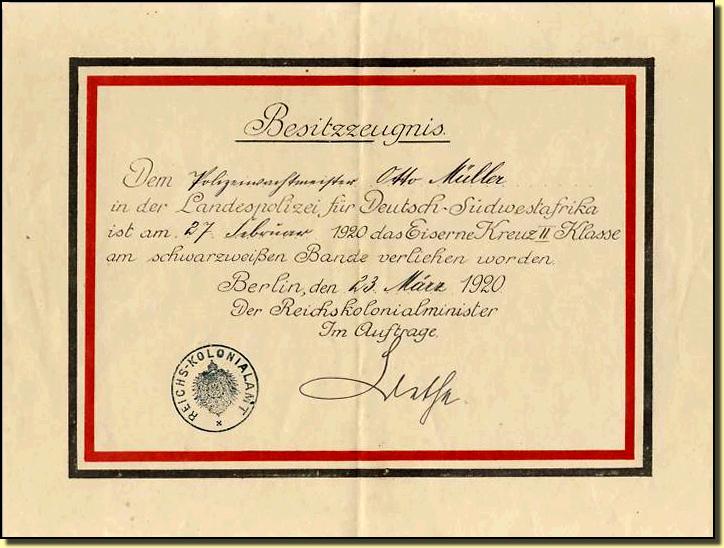 Besitzzeugnis.
Dem Polizeiwachtmeister Otto Müller
in der Landespolizei für Deutsch-Südwestafrika
ist am 27. Februar 1920 das Eiserne Kreuz II Klasse
am schwarzweißen Bande verliehen worden.
Berlin, den 23. März 1920
Der Reichskolonialminister
Im Auftrage.
REICHS-KOLONIALAMT